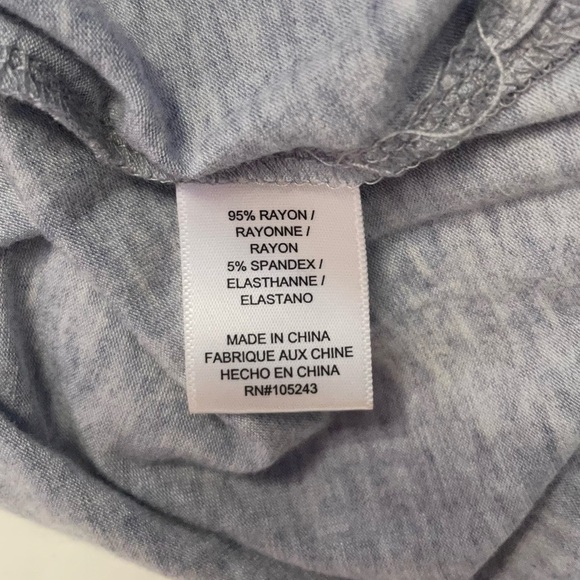 95% RAYON /
RAYONNE /
RAYON
5% SPANDEX /
ELASTHANNE /
ELASTANO
MADE IN CHINA
FABRIQUE AUX CHINE
HECHO EN CHINA
RN#105243